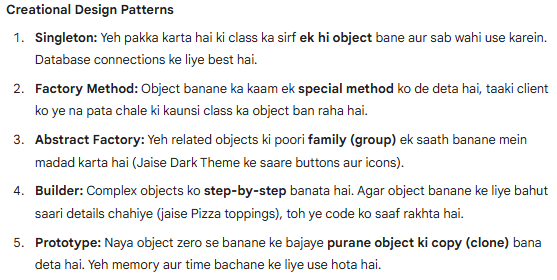 Creational Design Patterns
1. Singleton: Yeh pakka karta hai ki class ka sirf ek hi object bane aur sab wahi use karein.
Database connections ke liye best hai.
2. Factory Method: Object banane ka kaam ek special method ko de deta hai, taaki client
ko ye na pata chale ki kaunsi class ka object ban raha hai.
3. Abstract Factory: Yeh related objects ki poori family (group) ek saath banane mein
madad karta hai (Jaise Dark Theme ke saare buttons aur icons).
4. Builder: Complex objects ko step-by-step banata hai. Agar object banane ke liye bahut
saari details chahiye (jaise Pizza toppings), toh ye code ko saaf rakhta hai.
5. Prototype: Naya object zero se banane ke bajaye purane object ki copy (clone) bana
deta hai. Yeh memory aur time bachane ke liye use hota hai.